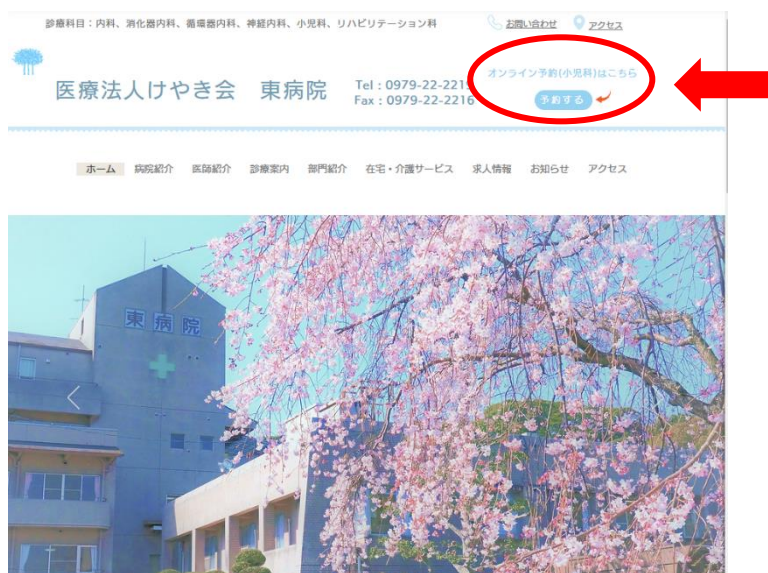 診療科目：内科、消化器内科、循環器内科、神経内科、小児科、リハビリテーション科
お問い合わせ
アクセス
医療法人けやき会 東病院
Tel : 0979-22-221
Fax : 0979-22-2216
オンライン予約(小児科)はこちら
予約する
ホーム 病院紹介 医師紹介 診療案内 部門紹介 在宅・介護サービス 求人情報 お知らせ アクセス
東病院